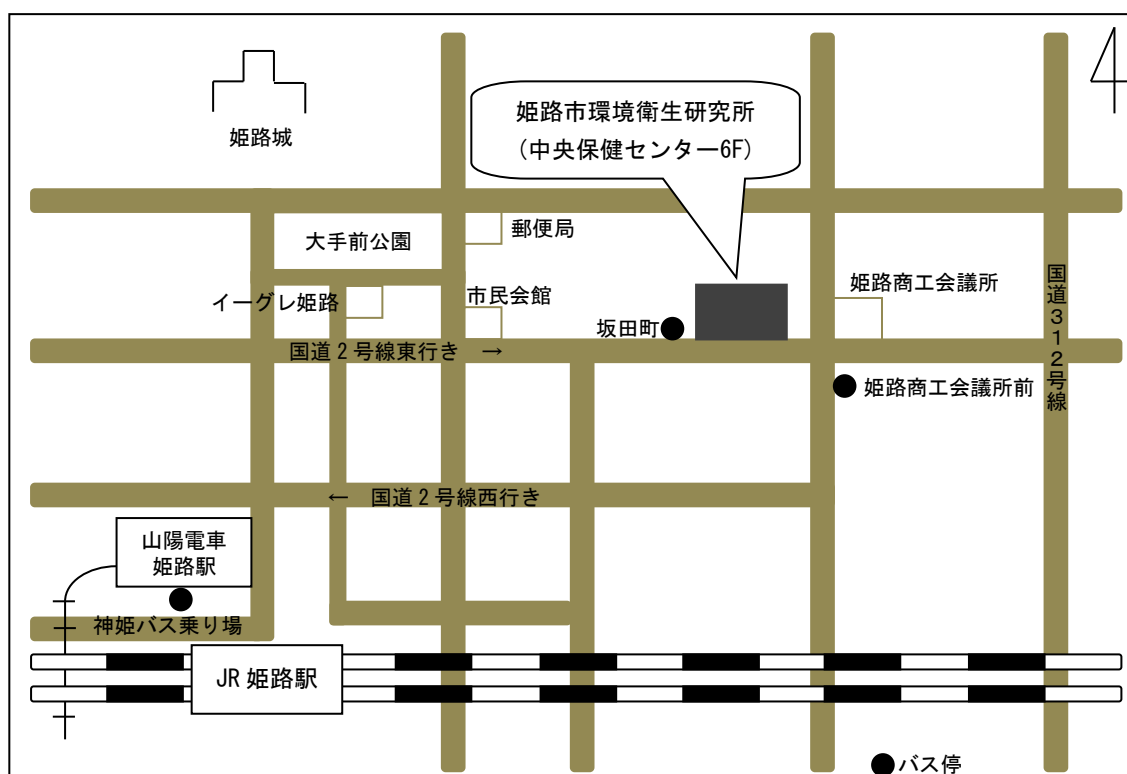 姫路市環境衛生研究所
(中央保健センター6F)
姫路城
郵便局
大手前公園
姫路商工会議所
イーグレ姫路
市民会館
坂田町
国道312号線
国道2号線東行き →
姫路商工会議所前
← 国道2号線西行き
山陽電車
姫路駅
神姫バス乗り場
JR姫路駅
バス停